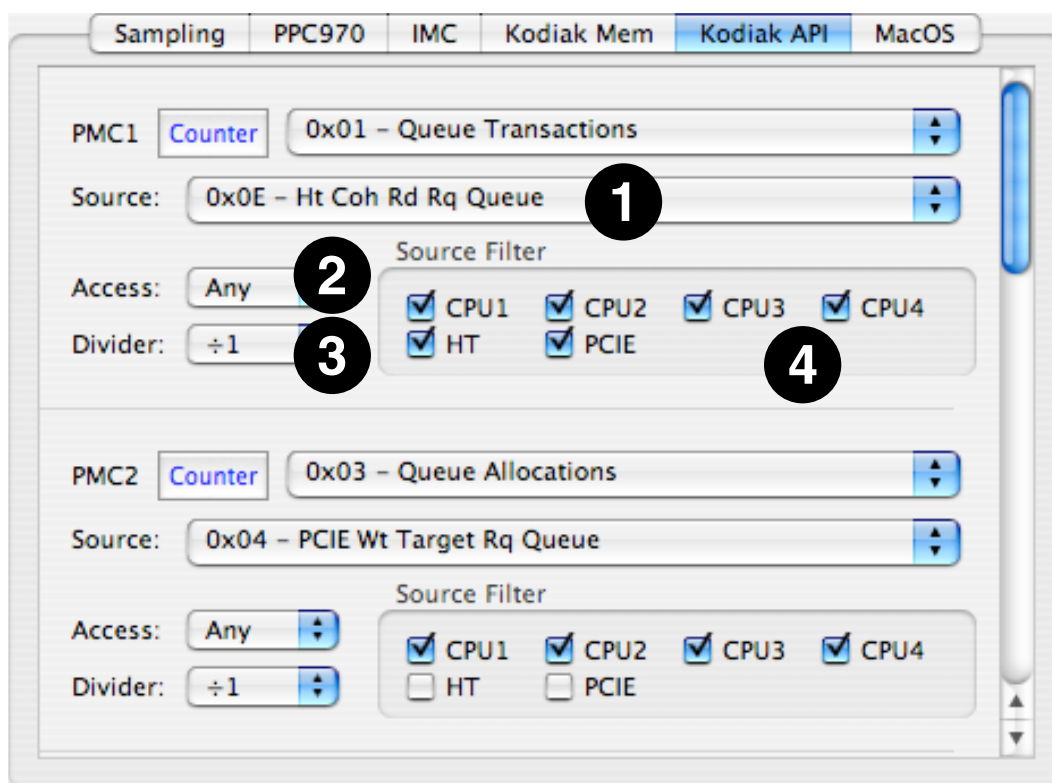 Sampling PPC970 IMC Kodiak Mem Kodiak API MacOS
PMC1 Counter 0x01 – Queue Transactions
Source: 0x0E – Ht Coh Rd Rq Queue 1
Source Filter
Access: Any 2
CPU1 CPU2 CPU3 CPU4
Divider: ÷1 3 HT PCIE 4
PMC2 Counter 0x03 – Queue Allocations
Source: 0x04 – PCIE Wt Target Rq Queue
Source Filter
Access: Any
CPU1 CPU2 CPU3 CPU4
Divider: ÷1 HT PCIE